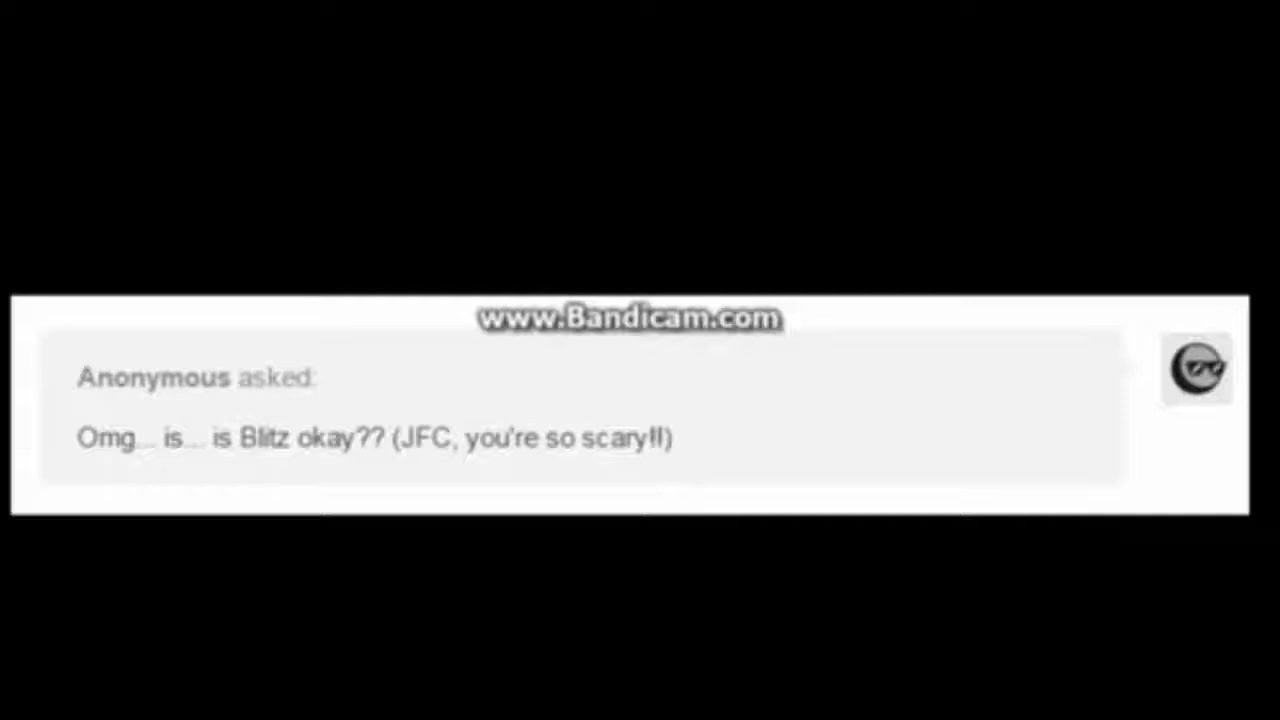 www.Bandicam.com
Anonymous asked:
Omg... is... is Blitz okay?? (JFC, you're so scary!!)